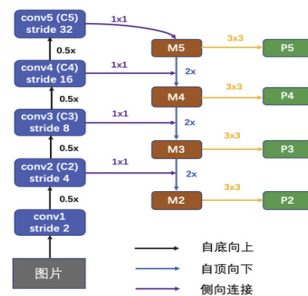 conv5 (C5)
stride 32
1x1
M5
3x3
P5
0.5x
2x
conv4 (C4)
stride 16
1x1
M4
3x3
P4
0.5x
2x
conv3 (C3)
stride 8
1x1
M3
3x3
P3
0.5x
2x
conv2 (C2)
stride 4
1x1
M2
3x3
P2
0.5x
conv1
stride 2
图片
自底向上
自顶向下
侧向连接